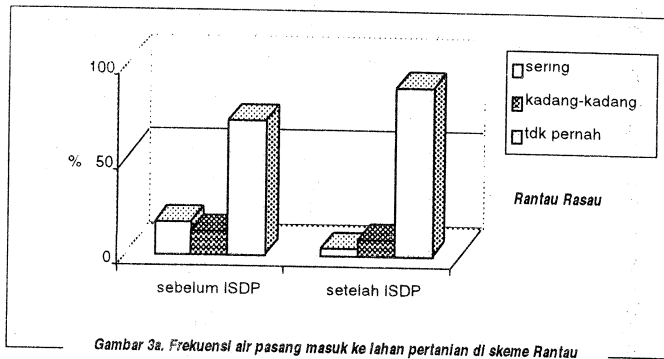 100
50
0
%
sebelum ISDP
setelah ISDP
sering
kadang-kadang
tdk pernah
Rantau Rasau
Gambar 3a. Frekuensi air pasang masuk ke lahan pertanian di skeme Rantau